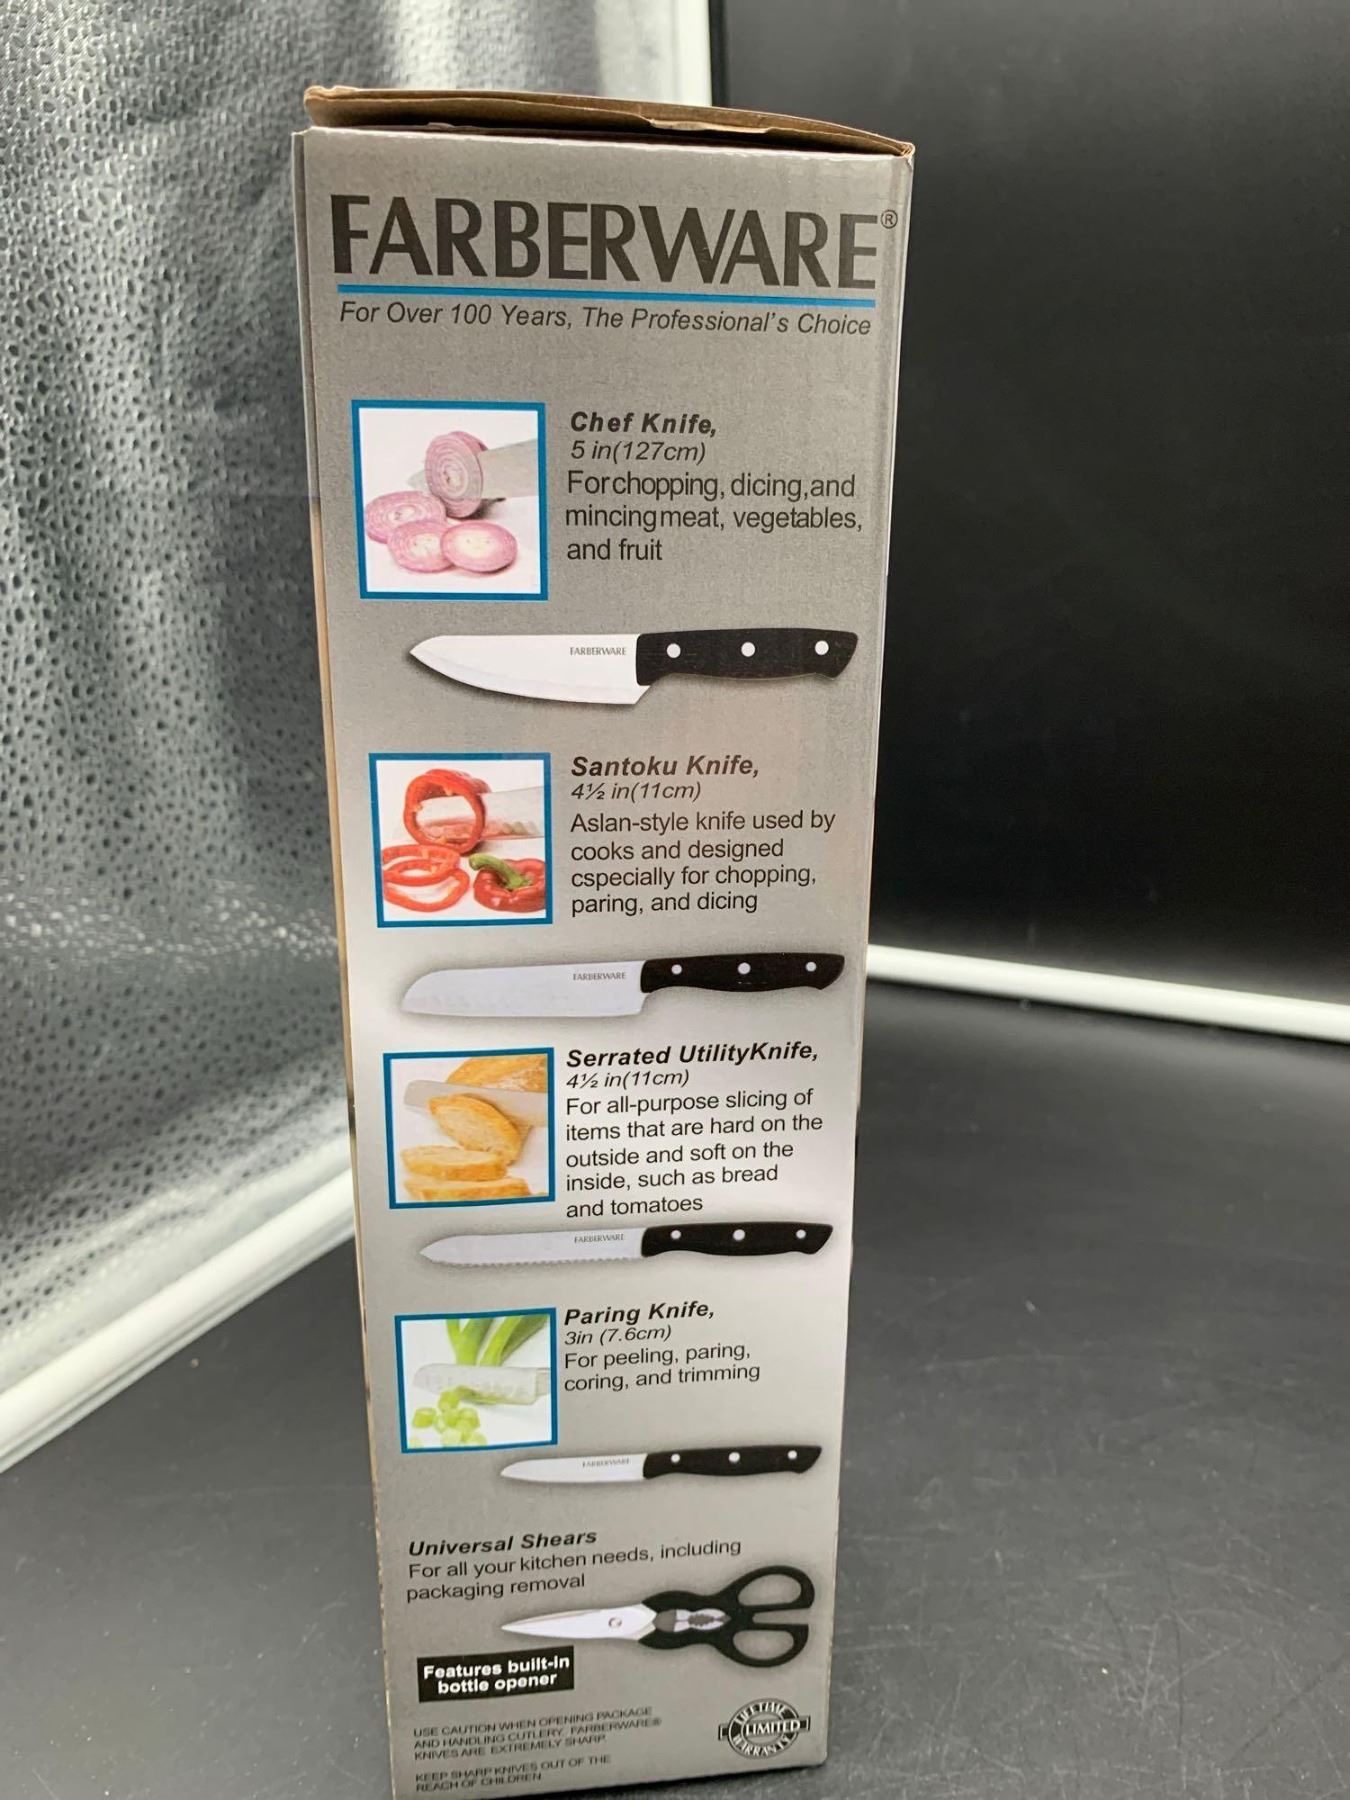 FARBERWARE®
For Over 100 Years, The Professional's Choice
Chef Knife,
5 in(127cm)
Forchopping, dicing,and
mincingmeat, vegetables,
and fruit
FARBERWARE
Santoku Knife,
4½ in(11cm)
Aslan-style knife used by
cooks and designed
cspecially for chopping,
paring, and dicing
FARBERWARE
Serrated UtilityKnife,
4½ in(11cm)
For all-purpose slicing of
items that are hard on the
outside and soft on the
inside, such as bread
and tomatoes
FARBERWARE
Paring Knife,
3in (7.6cm)
For peeling, paring,
coring, and trimming
FARBERWARE
Universal Shears
For all your kitchen needs, including
packaging removal
Features built-in
bottle opener
USE CAUTION WHEN OPENING PACKAGE
AND HANDLING CUTLERY. FARBERWARE®
KNIVES ARE EXTREMELY SHARP.
KEEP SHARP KNIVES OUT OF THE
REACH OF CHILDREN
LIFETIME
LIMITED
WARRANTY